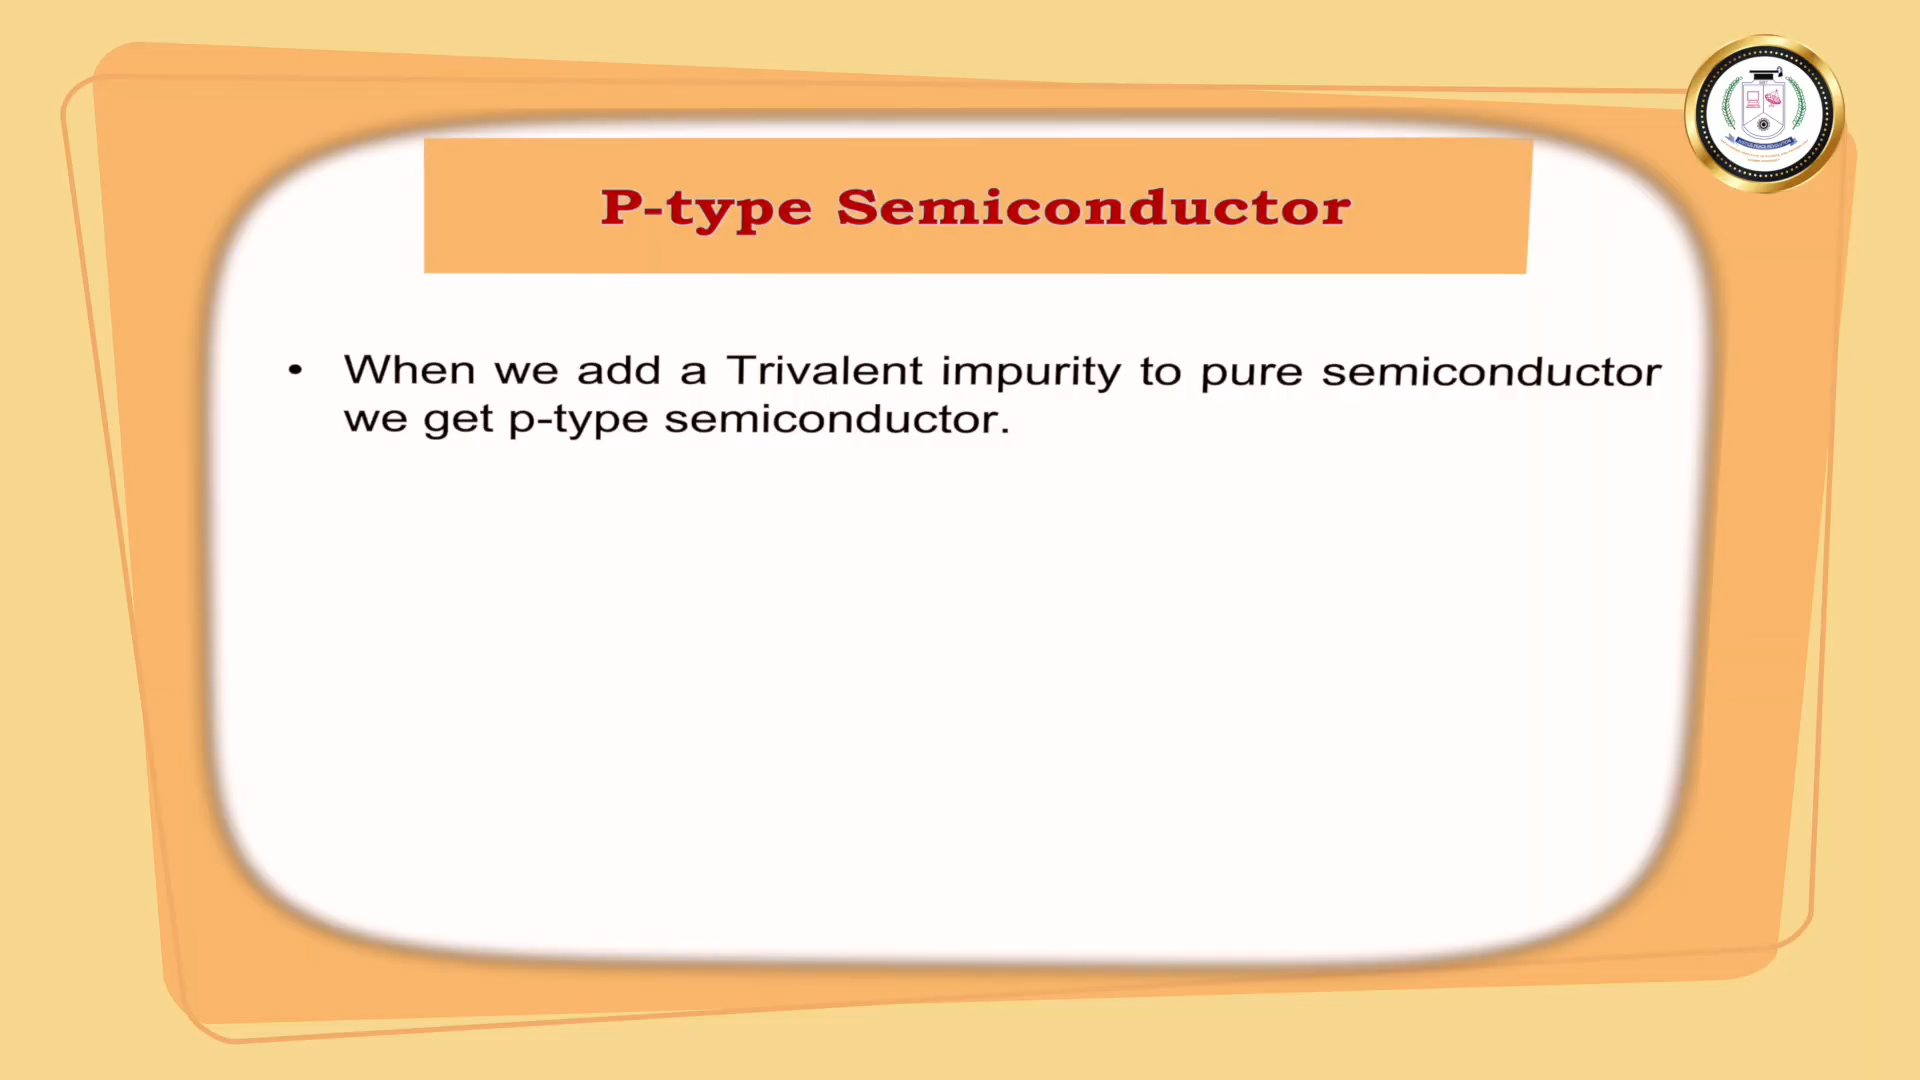 P-type Semiconductor
• When we add a Trivalent impurity to pure semiconductor
we get p-type semiconductor.